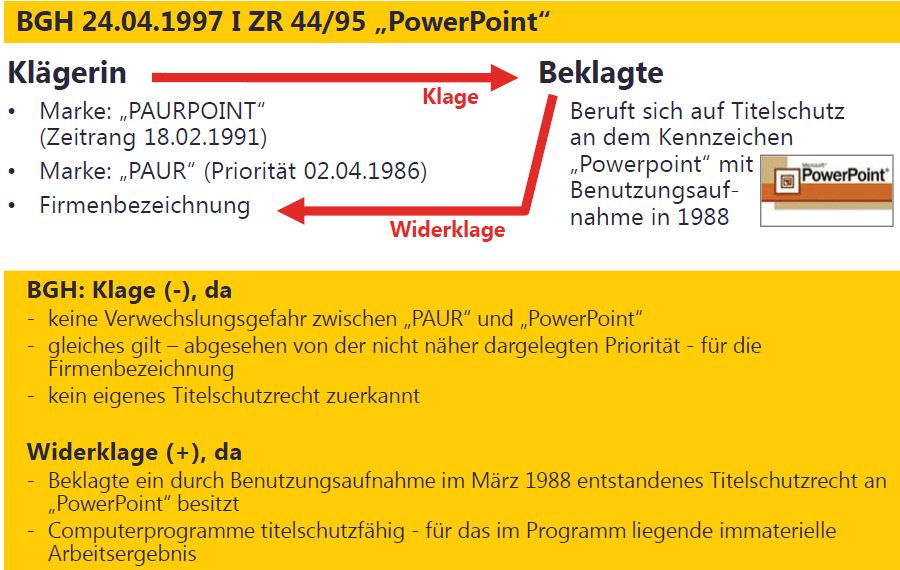 BGH 24.04.1997 I ZR 44/95 „PowerPoint“
Klägerin
Klage
Beklagte
• Marke: „PAURPOINT“
(Zeitrang 18.02.1991)
• Marke: „PAUR“ (Priorität 02.04.1986)
• Firmenbezeichnung
Beruft sich auf Titelschutz
an dem Kennzeichen
„Powerpoint“ mit
Benutzungsauf-
nahme in 1988
Microsoft®
PowerPoint®
Widerklage
BGH: Klage (-), da
- keine Verwechslungsgefahr zwischen „PAUR“ und „PowerPoint“
- gleiches gilt – abgesehen von der nicht näher dargelegten Priorität - für die
Firmenbezeichnung
- kein eigenes Titelschutzrecht zuerkannt
Widerklage (+), da
- Beklagte ein durch Benutzungsaufnahme im März 1988 entstandenes Titelschutzrecht an
„PowerPoint“ besitzt
- Computerprogramme titelschutzfähig - für das im Programm liegende immaterielle
Arbeitsergebnis